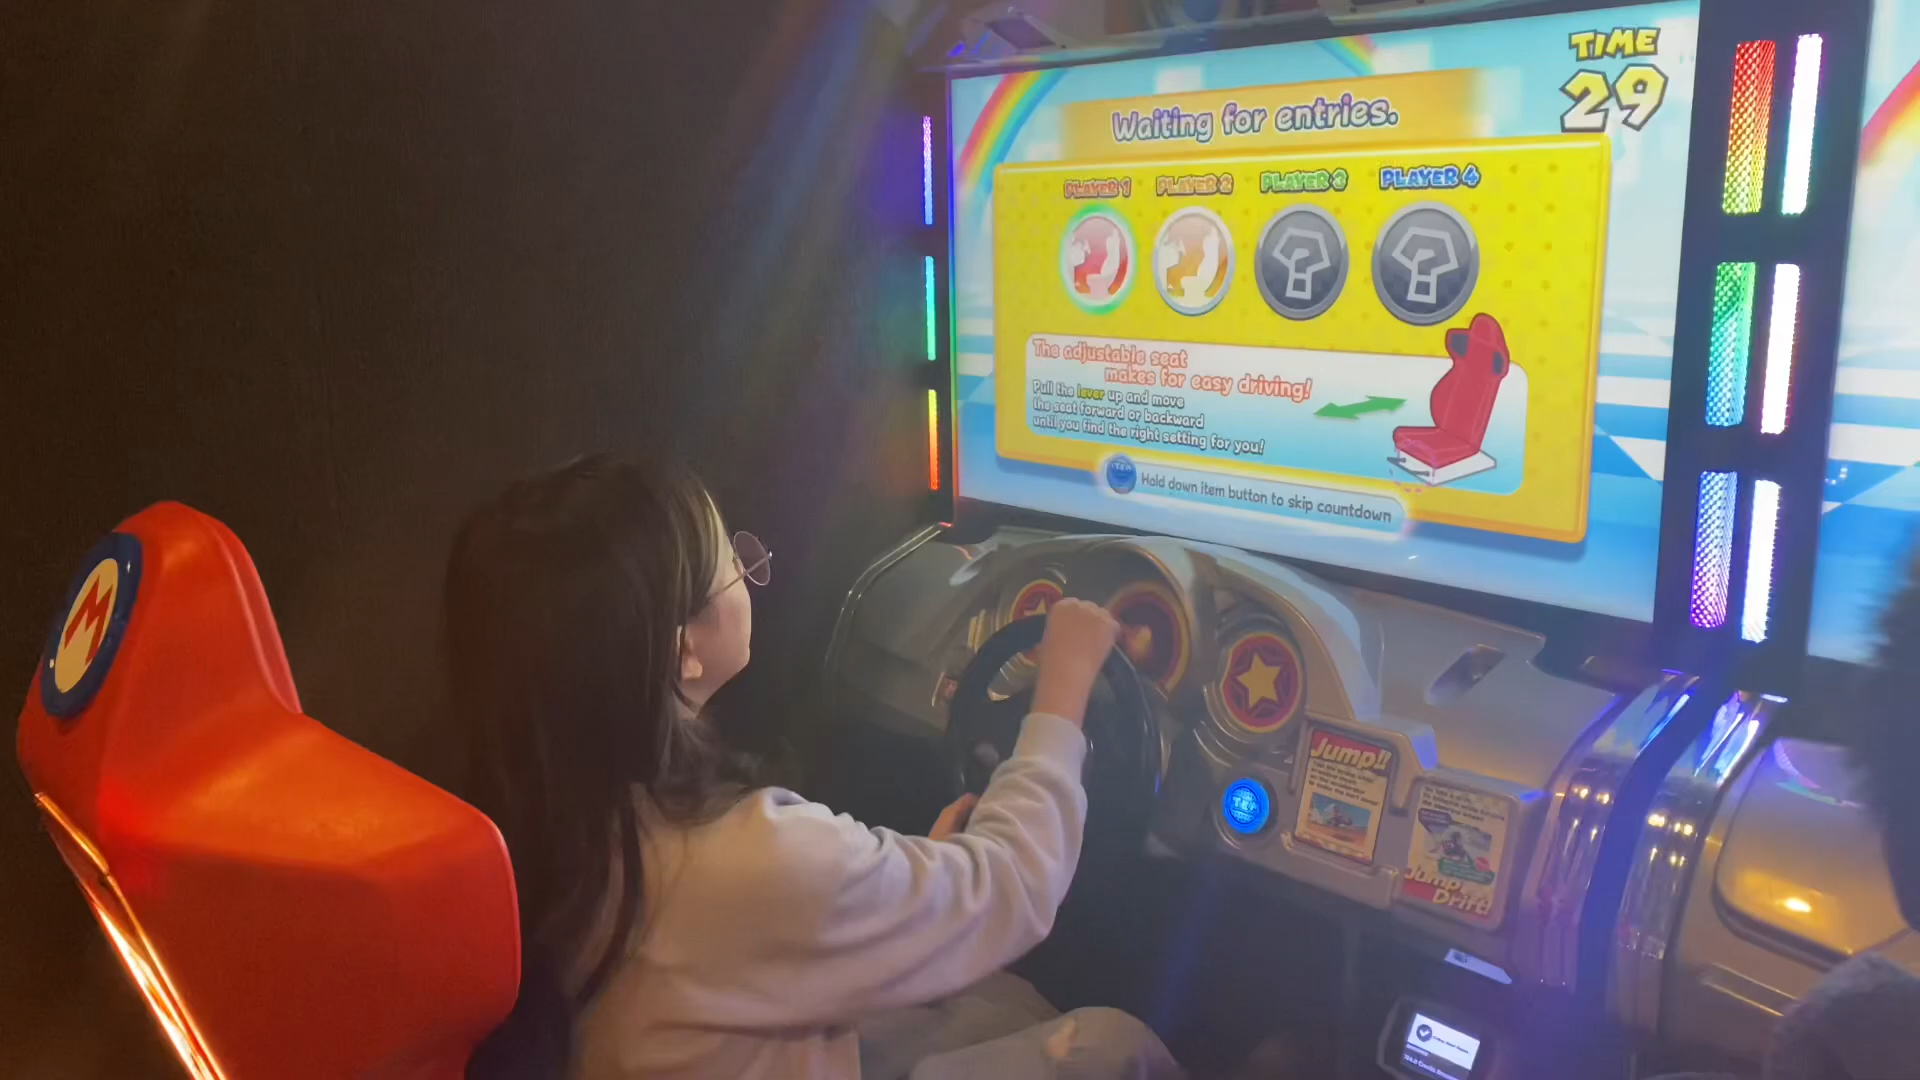 TIME
29
Waiting for entries.
PLAYER 1
PLAYER 2
PLAYER 3
PLAYER 4
The adjustable seat
makes for easy driving!
Pull the lever up and move
the seat forward or backward
until you find the right setting for you!
ITEM
Hold down item button to skip countdown
M
Jump!!
ITEM
Jump
Drift!